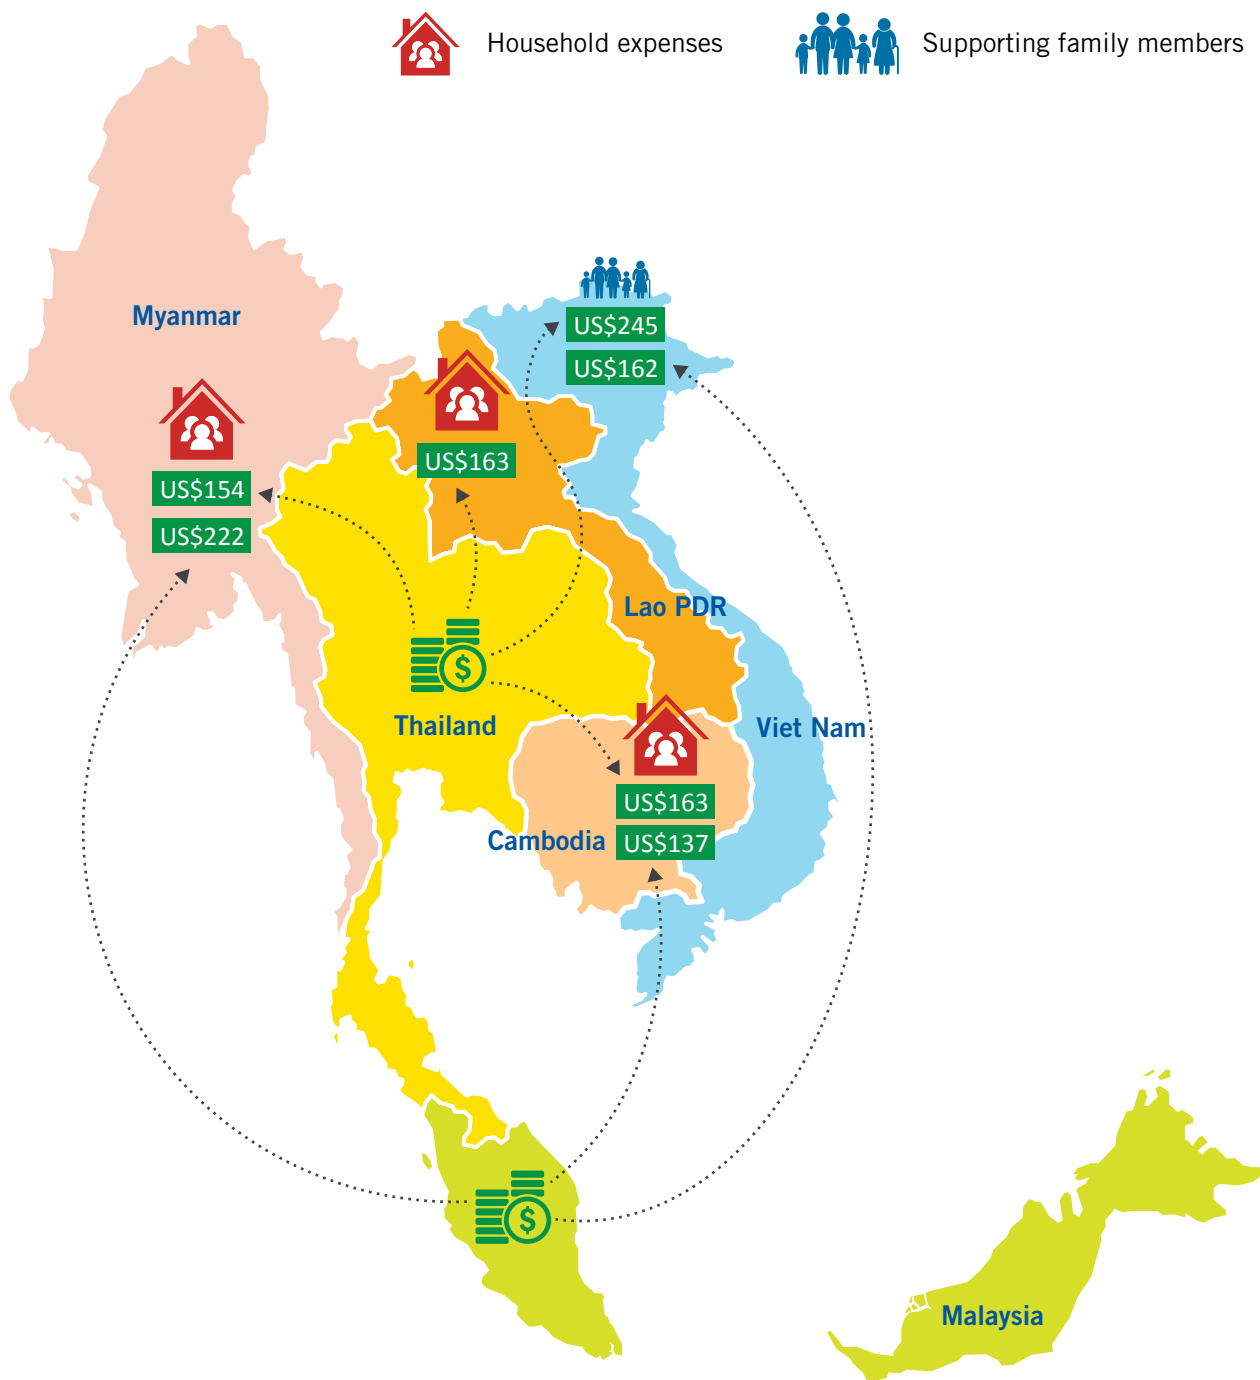 Household expenses
Supporting family members
Myanmar
US$245
US$162
US$163
US$154
US$222
Lao PDR
$
Thailand
Viet Nam
US$163
Cambodia
US$137
$
Malaysia